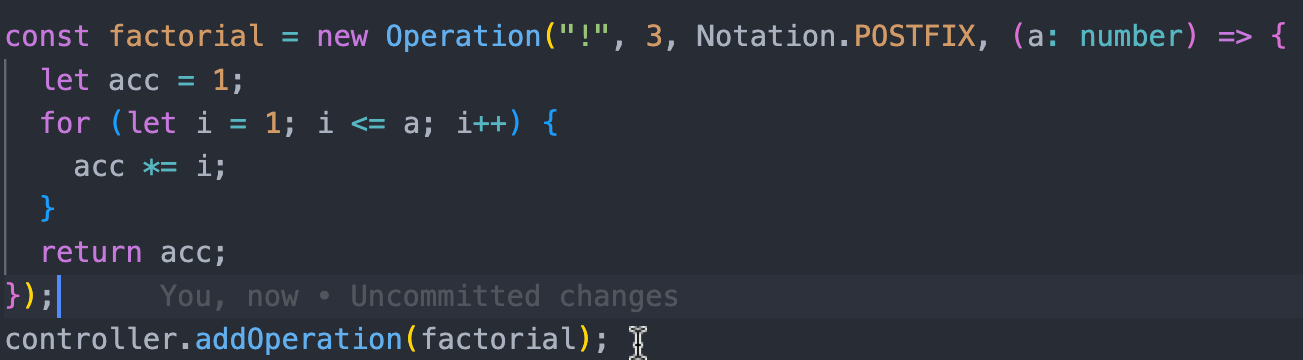 const factorial = new Operation("!", 3, Notation.POSTFIX, (a: number) => {
  let acc = 1;
  for (let i = 1; i <= a; i++) {
    acc *= i;
  }
  return acc;
});      You, now • Uncommitted changes
controller.addOperation(factorial);